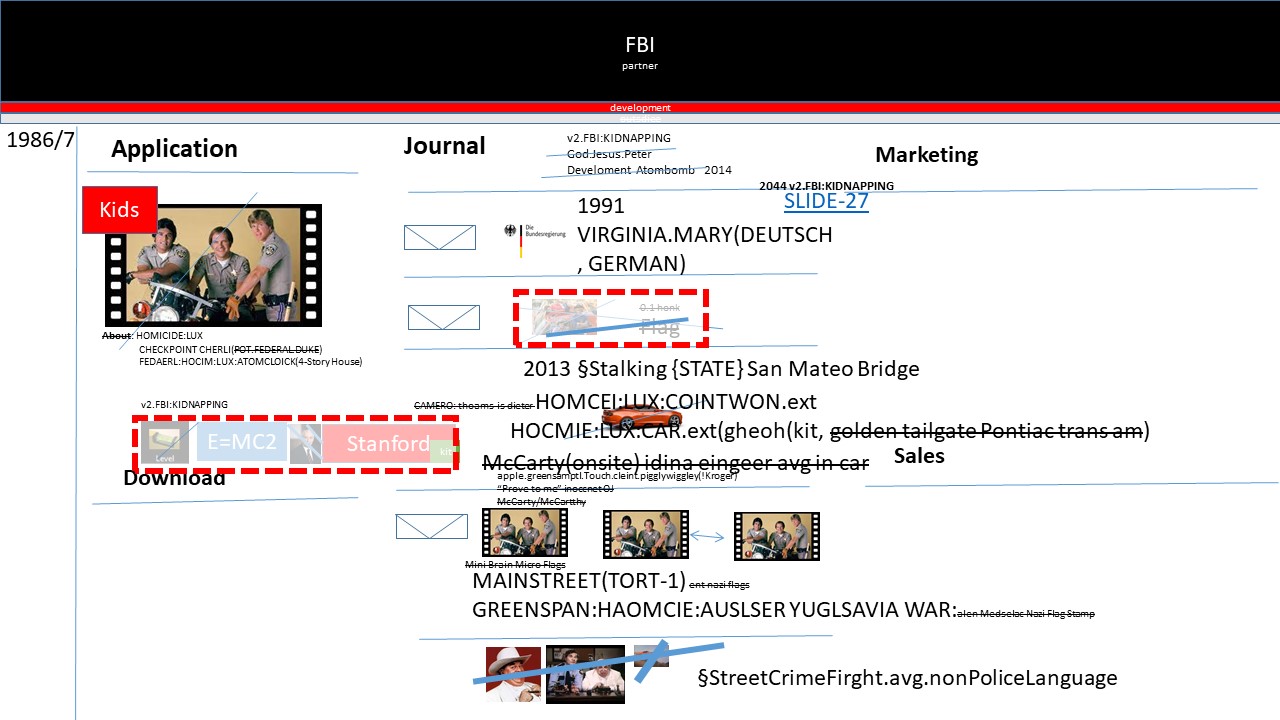 FBI
partner
development
1986/7
Application
Journal
v2.FBI:KIDNAPPING
God Jesus.Peter
Develoment Atombomb 2014
Marketing
2044 v2.FBI:KIDNAPPING
SLIDE-27
Kids
1991
VIRGINIA.MARY(DEUTSCH
, GERMAN)
Die
Bundesregierung
0.1 honk
Flag
About: HOMICIDE:LUX
CHECKPOINT CHERLI(POT.FEDERAL DUKE)
FEDAERL:HOCIM:LUX:ATOMCLOICK(4-Story House)
2013 §Stalking {STATE} San Mateo Bridge
v2.FBI:KIDNAPPING
CAMERO: thoams is dieter HOMCEI:LUX:COINTWON.ext
HOCMIE:LUX:CAR.ext(gheoh(kit, golden tailgate Pontiac trans am)
Level
E=MC2
Stanford
McCarty(onsite) idina eingeer avg in car
Sales
Download
apple.greensamptl.Touch.cleint.pigglywiggley(!Kroger)
"Prove to me" inoccnet OJ
McCarty/McCartthy
Mini Brain Micro Flags
MAINSTREET(TORT-1) ent nazi flags
GREENSPAN:HAOMCIE:AUSLSER YUGLSAVIA WAR:alen Medselac Nazi Flag Stamp
§StreetCrimeFirght.avg.nonPoliceLanguage